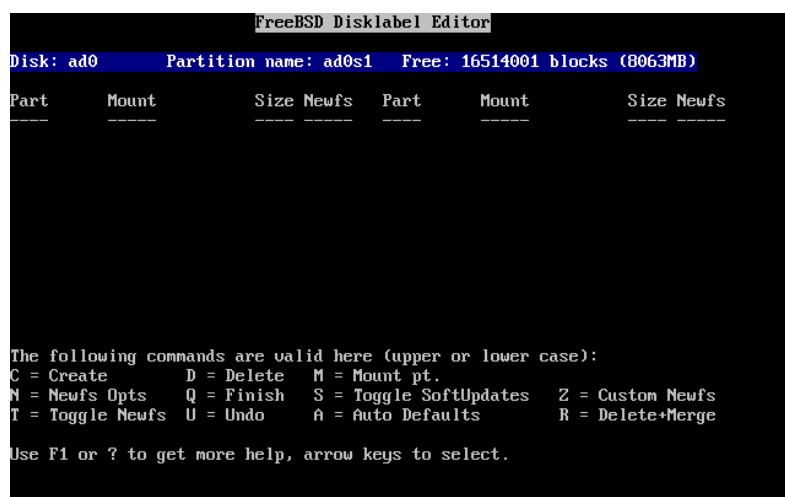 FreeBSD Disklabel Editor
Disk: ad0 Partition name: ad0s1 Free: 16514001 blocks (8063MB)
Part Mount Size Newfs Part Mount Size Newfs
---- ----- ---- ----- ---- ----- ---- -----
The following commands are valid here (upper or lower case):
C = Create D = Delete M = Mount pt.
N = Newfs Opts Q = Finish S = Toggle SoftUpdates Z = Custom Newfs
T = Toggle Newfs U = Undo A = Auto Defaults R = Delete+Merge
Use F1 or ? to get more help, arrow keys to select.